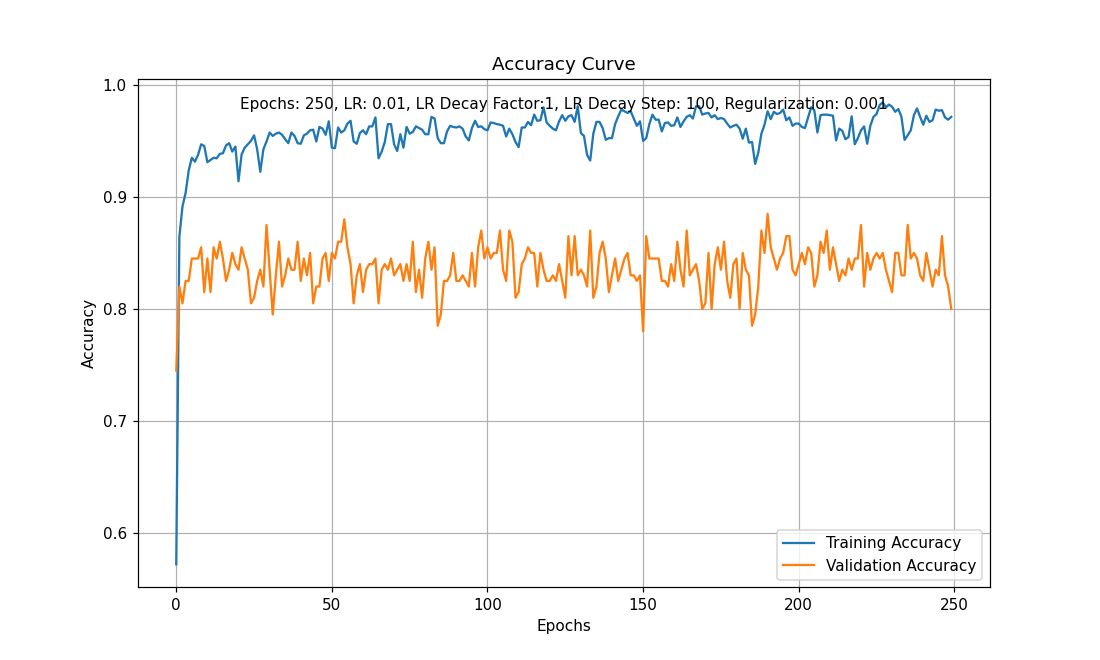 Accuracy Curve
Epochs: 250, LR: 0.01, LR Decay Factor:1, LR Decay Step: 100, Regularization: 0.001
1.0
0.9
0.8
0.7
0.6
Accuracy
0 50 100 150 200 250
Epochs
Training Accuracy
Validation Accuracy